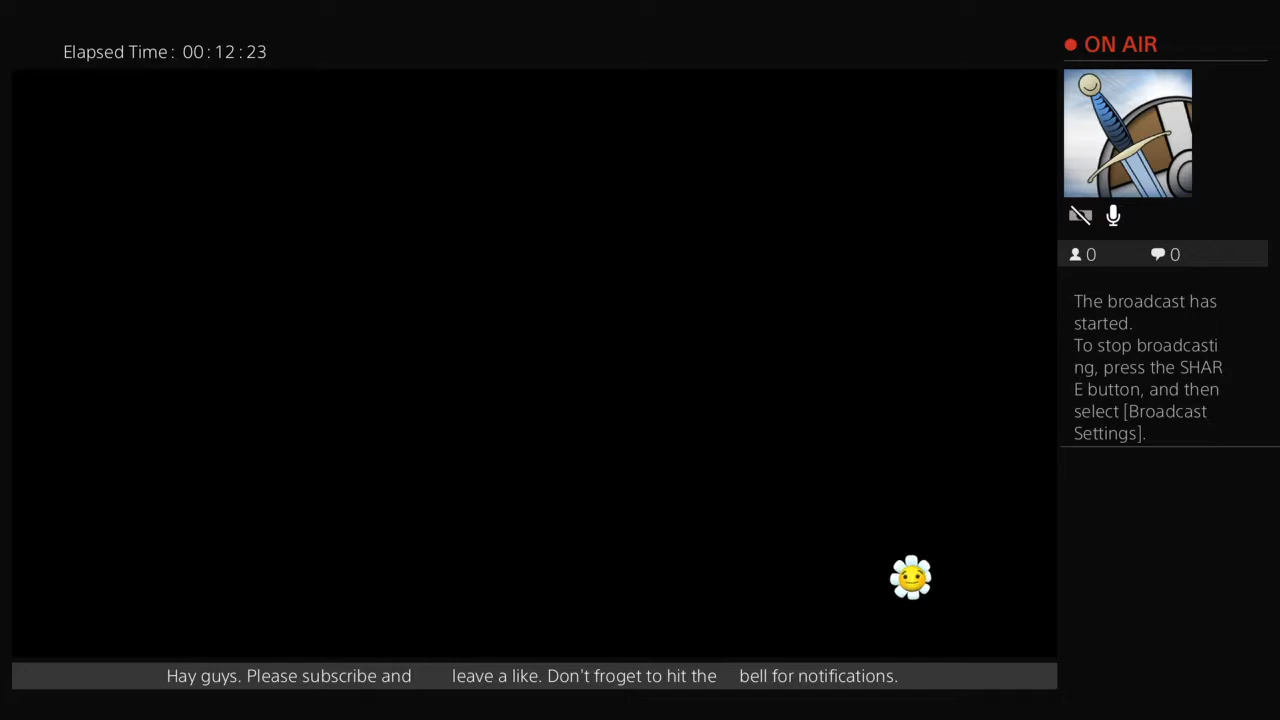 Elapsed Time: 00:12:23
ON AIR
0 0
The broadcast has
started.
To stop broadcasti
ng, press the SHAR
E button, and then
select [Broadcast
Settings].
Hay guys. Please subscribe and leave a like. Don't froget to hit the bell for notifications.